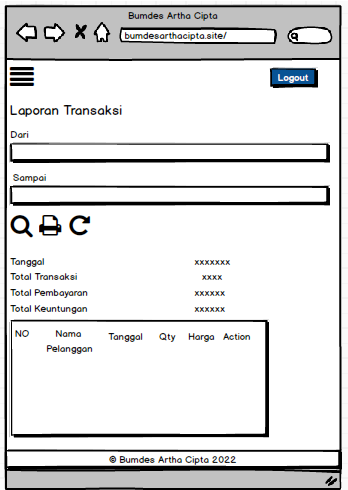 Bumdes Artha Cipta
bumdesarthacipta.site/
Logout
Laporan Transaksi
Dari
Sampai
Tanggal xxxxxxx
Total Transaksi xxxx
Total Pembayaran xxxxxx
Total Keuntungan xxxxxx
NO Nama Pelanggan Tanggal Qty Harga Action
© Bumdes Artha Cipta 2022